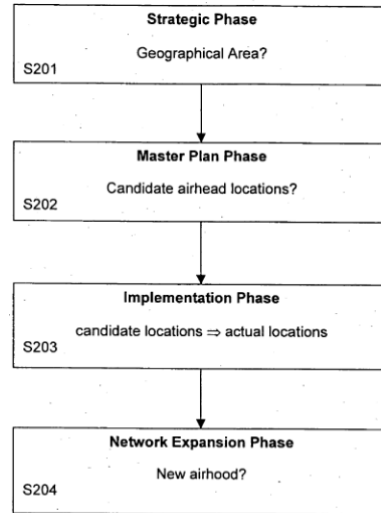 Strategic Phase
Geographical Area?
S201
Master Plan Phase
Candidate airhead locations?
S202
Implementation Phase
candidate locations ⇒ actual locations
S203
Network Expansion Phase
New airhood?
S204